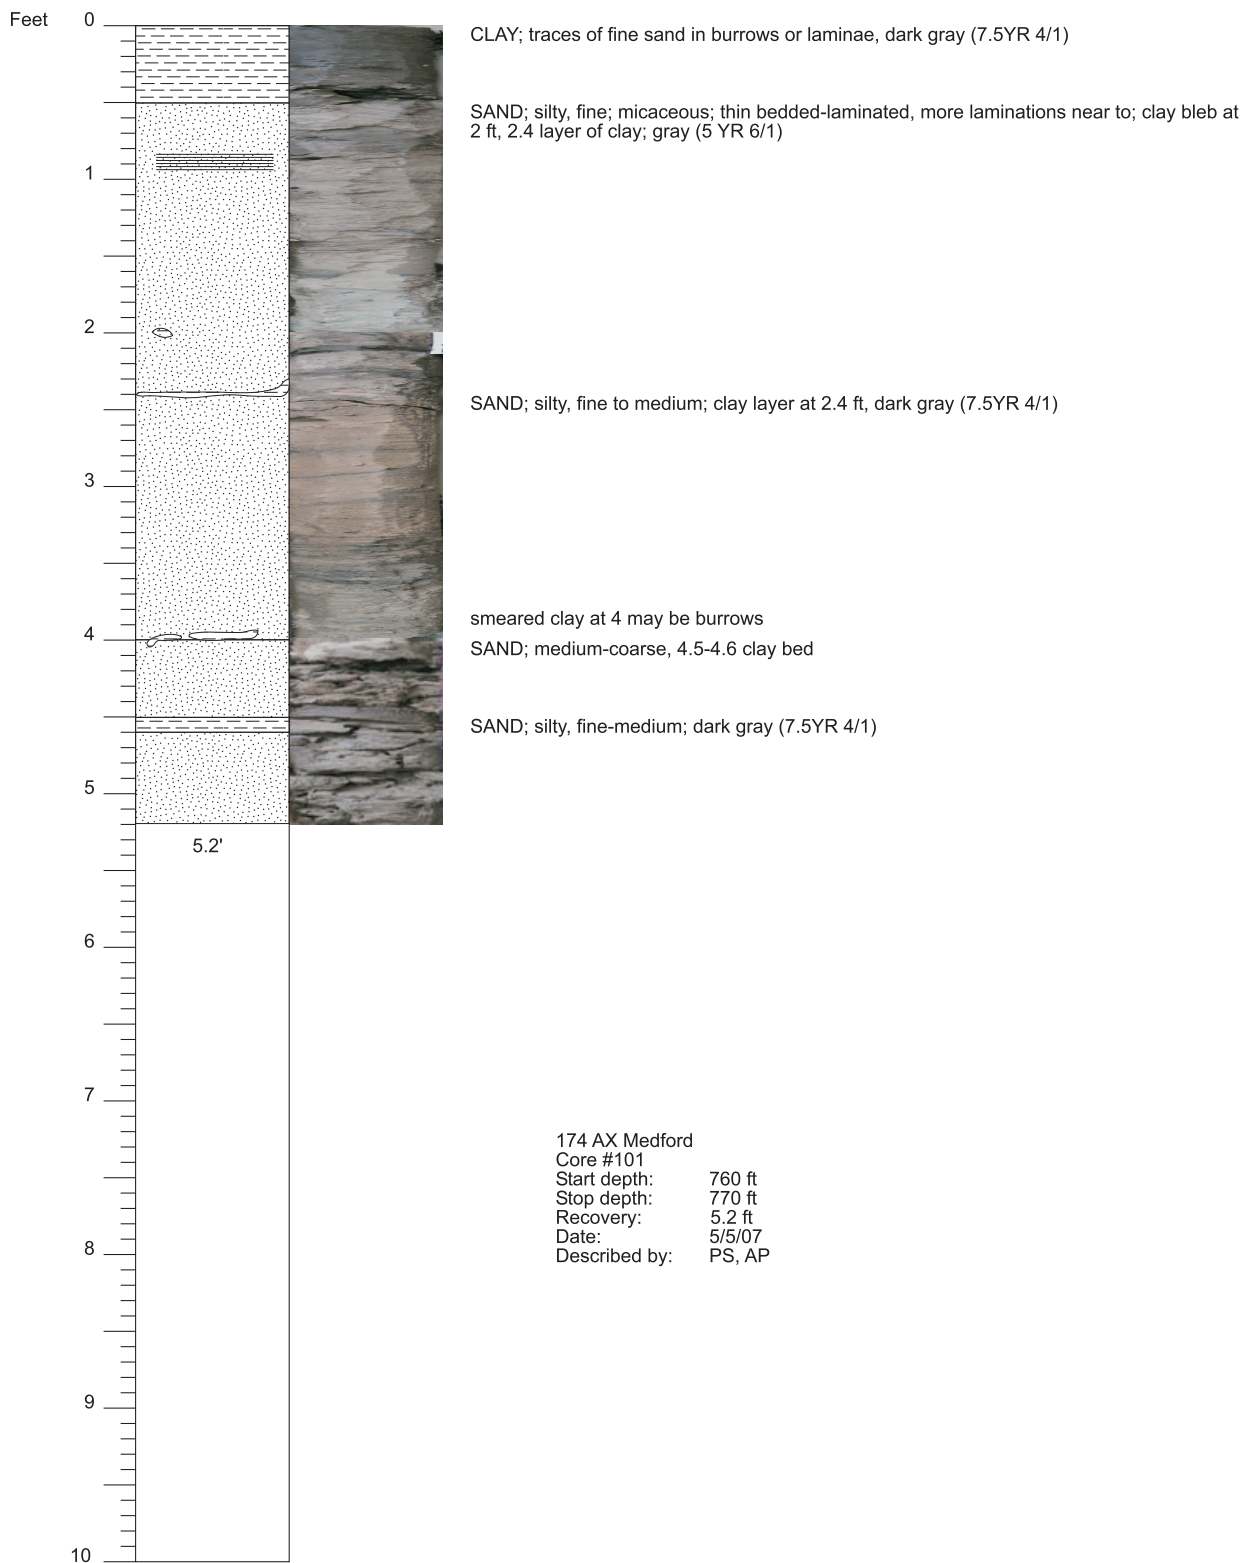 Feet
0
CLAY; traces of fine sand in burrows or laminae, dark gray (7.5YR 4/1)
SAND; silty, fine; micaceous; thin bedded-laminated, more laminations near to; clay bleb at
2 ft, 2.4 layer of clay; gray (5 YR 6/1)
1
2
SAND; silty, fine to medium; clay layer at 2.4 ft, dark gray (7.5YR 4/1)
3
smeared clay at 4 may be burrows
4
SAND; medium-coarse, 4.5-4.6 clay bed
SAND; silty, fine-medium; dark gray (7.5YR 4/1)
5
5.2'
6
7
174 AX Medford
Core #101
Start depth: 760 ft
Stop depth: 770 ft
Recovery: 5.2 ft
Date: 5/5/07
Described by: PS, AP
8
9
10